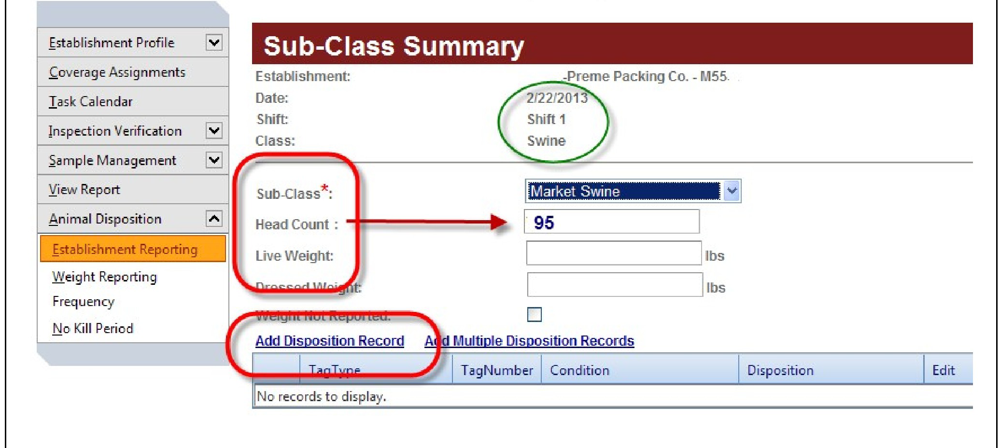 Establishment Profile
Coverage Assignments
Task Calendar
Inspection Verification
Sample Management
View Report
Animal Disposition
Establishment Reporting
Weight Reporting
Frequency
No Kill Period
Sub-Class Summary
Establishment: -Preme Packing Co. - M55-
Date: 2/22/2013
Shift: Shift 1
Class: Swine
Sub-Class*: Market Swine
Head Count : 95
Live Weight: lbs
Dressed Weight: lbs
Weight Not Reported:
Add Disposition Record Add Multiple Disposition Records
TagType TagNumber Condition Disposition Edit
No records to display.